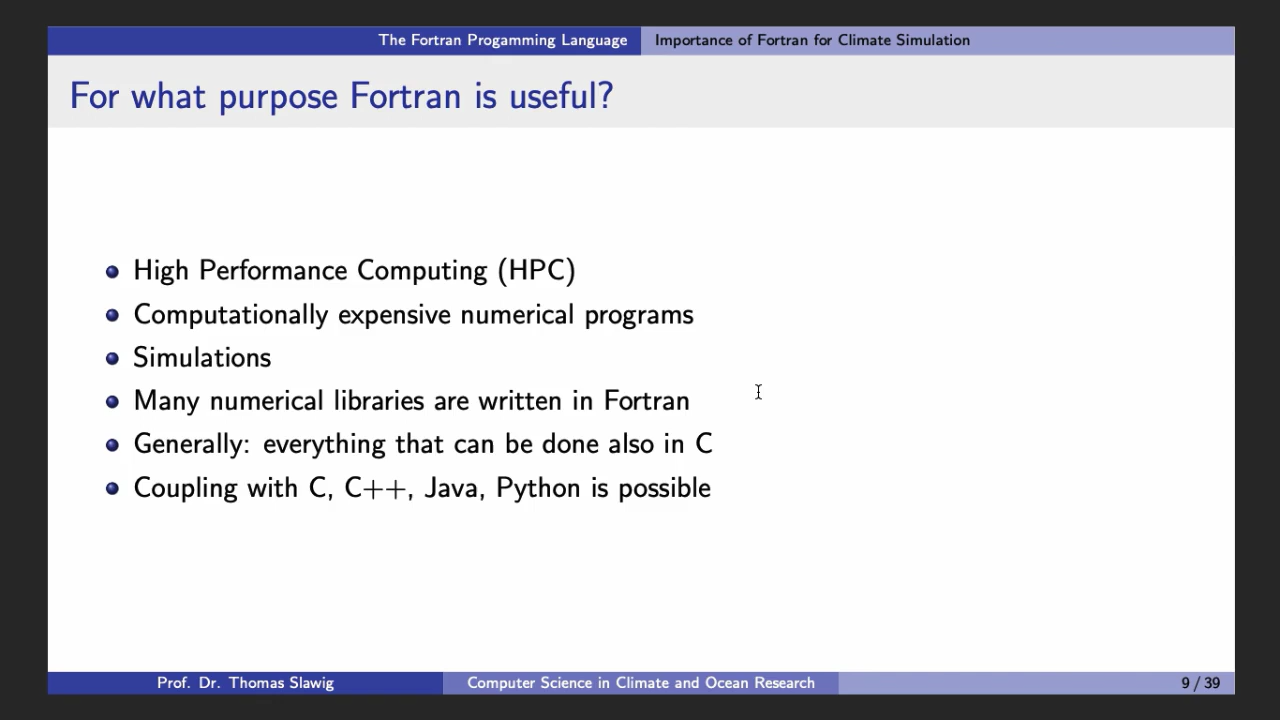 The Fortran Progamming Language Importance of Fortran for Climate Simulation
For what purpose Fortran is useful?
High Performance Computing (HPC)
Computationally expensive numerical programs
Simulations
Many numerical libraries are written in Fortran
Generally: everything that can be done also in C
Coupling with C, C++, Java, Python is possible
Prof. Dr. Thomas Slawig Computer Science in Climate and Ocean Research 9 / 39